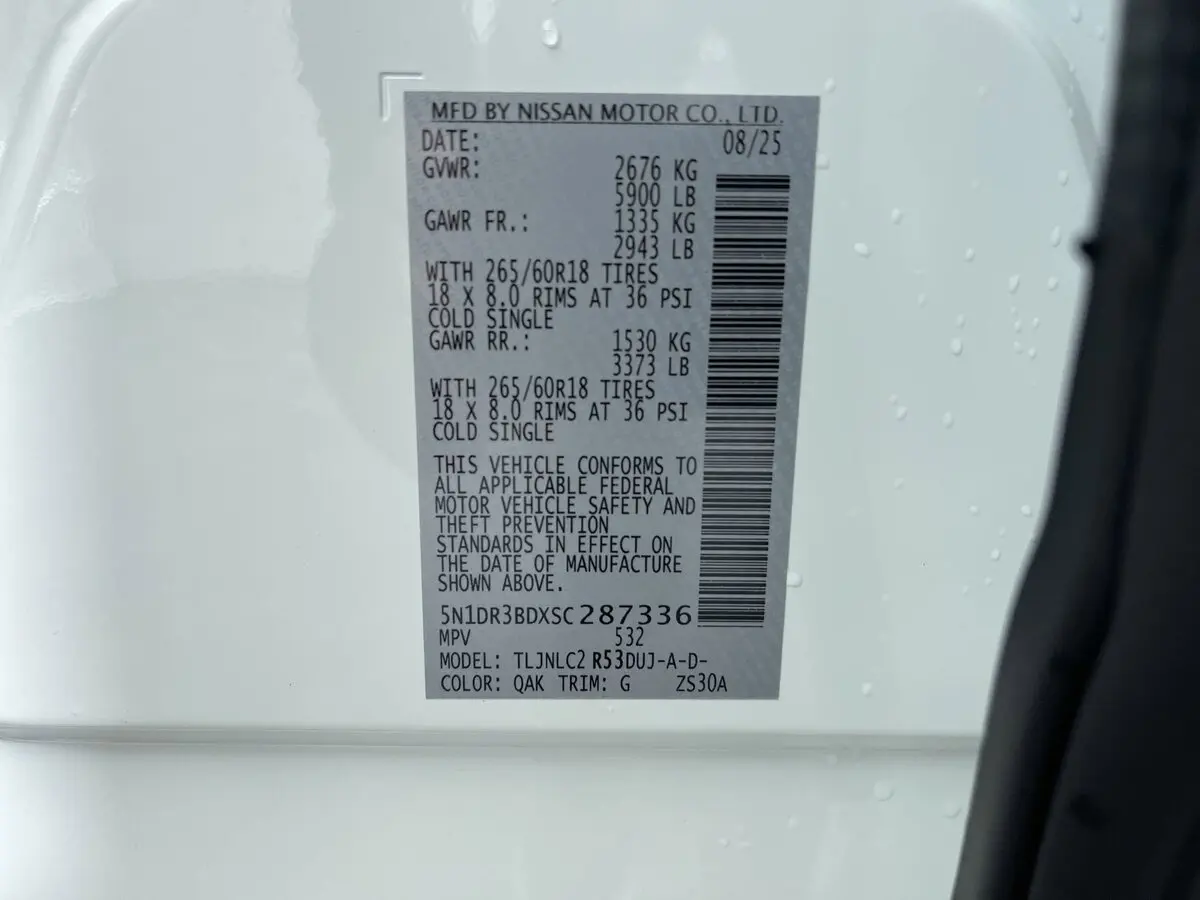 MFD BY NISSAN MOTOR CO., LTD.
DATE: 08/25
GVWR: 2676 KG
5900 LB
GAWR FR.: 1335 KG
2943 LB
WITH 265/60R18 TIRES
18 X 8.0 RIMS AT 36 PSI
COLD SINGLE
GAWR RR.: 1530 KG
3373 LB
WITH 265/60R18 TIRES
18 X 8.0 RIMS AT 36 PSI
COLD SINGLE
THIS VEHICLE CONFORMS TO
ALL APPLICABLE FEDERAL
MOTOR VEHICLE SAFETY AND
THEFT PREVENTION
STANDARDS IN EFFECT ON
THE DATE OF MANUFACTURE
SHOWN ABOVE.
5N1DR3BDXSC287336
MPV 532
MODEL: TLJNLC2 R53DUJ-A-D-
COLOR: QAK TRIM: G ZS30A